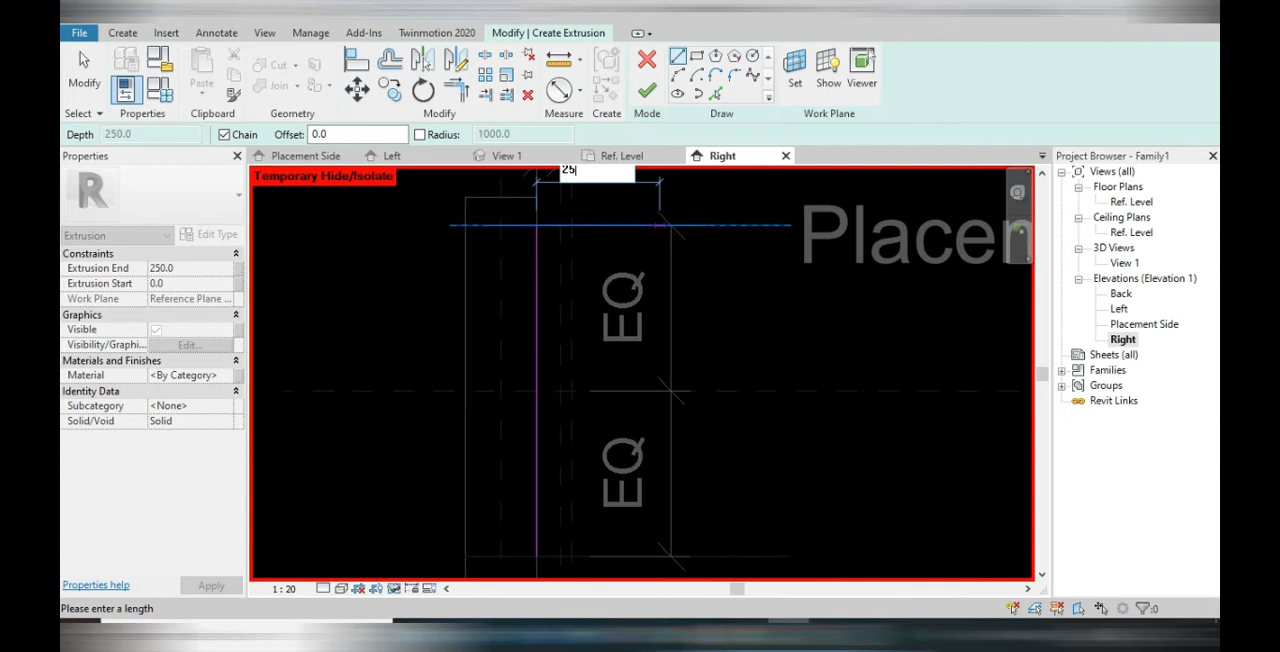 File Create Insert Annotate View Manage Add-Ins Twinmotion 2020 Modify | Create Extrusion
Modify Paste Cut Join Set Show Viewer
Select Properties Clipboard Geometry Modify Measure Create Mode Draw Work Plane
Depth 250.0 Chain Offset: 0.0 Radius: 1000.0
Properties Placement Side Left View 1 Ref. Level Right Project Browser - Family1
Temporary Hide/Isolate
25
Placem
EQ
EQ
R
Extrusion Edit Type
Constraints
Extrusion End 250.0
Extrusion Start 0.0
Work Plane Reference Plane ...
Graphics
Visible
Visibility/Graphi... Edit...
Materials and Finishes
Material <By Category>
Identity Data
Subcategory <None>
Solid/Void Solid
Properties help Apply
1 : 20
Please enter a length
:0
Views (all)
Floor Plans
Ref. Level
Ceiling Plans
Ref. Level
3D Views
View 1
Elevations (Elevation 1)
Back
Left
Placement Side
Right
Sheets (all)
Families
Groups
Revit Links